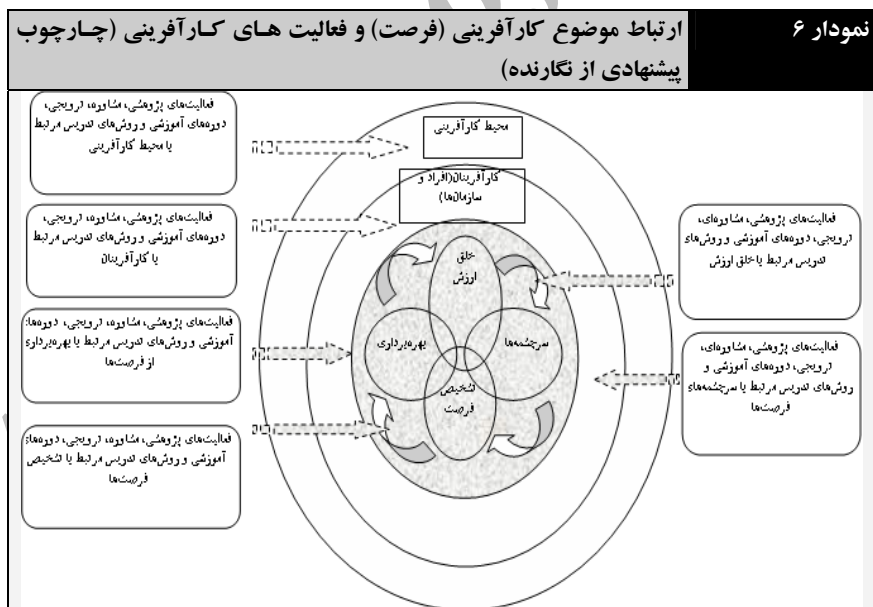 نمودار ۶
ارتباط موضوع کارآفرینی (فرصت) و فعالیت هـای کـارآفرینی (چـارچوب
پیشنهادی از نگارنده)
فعالیت‌های پژوهشی، مشاوره، ترویجی،
دوره‌های آموزشی و روش‌های تدریس مرتبط
با محیط کارآفرینی
فعالیت‌های پژوهشی، مشاوره، ترویجی،
دوره‌های آموزشی و روش‌های تدریس مرتبط
با کارآفرینان
فعالیت‌های پژوهشی، مشاوره، ترویجی، دوره‌ها:
آموزشی و روش‌های تدریس مرتبط با بهره‌برداری
از فرصت‌ها
فعالیت‌های پژوهشی، مشاوره، ترویجی، دوره‌های
آموزشی و روش‌های تدریس مرتبط با تشخیص
فرصت‌ها
محیط کارآفرینی
کارآفرینان(افراد و
سازمان‌ها)
خلق
ارزش
بهره‌برداری
سرچشمه‌ها
تشخیص
فرصت
فعالیت‌های پژوهشی، مشاوره‌ای،
ترویجی، دوره‌های آموزشی و روش‌های
تدریس مرتبط با خلق ارزش
فعالیت‌های پژوهشی، مشاوره‌ای،
ترویجی، دوره‌های آموزشی و
روش‌های تدریس مرتبط با سرچشمه‌های
فرصت‌ها